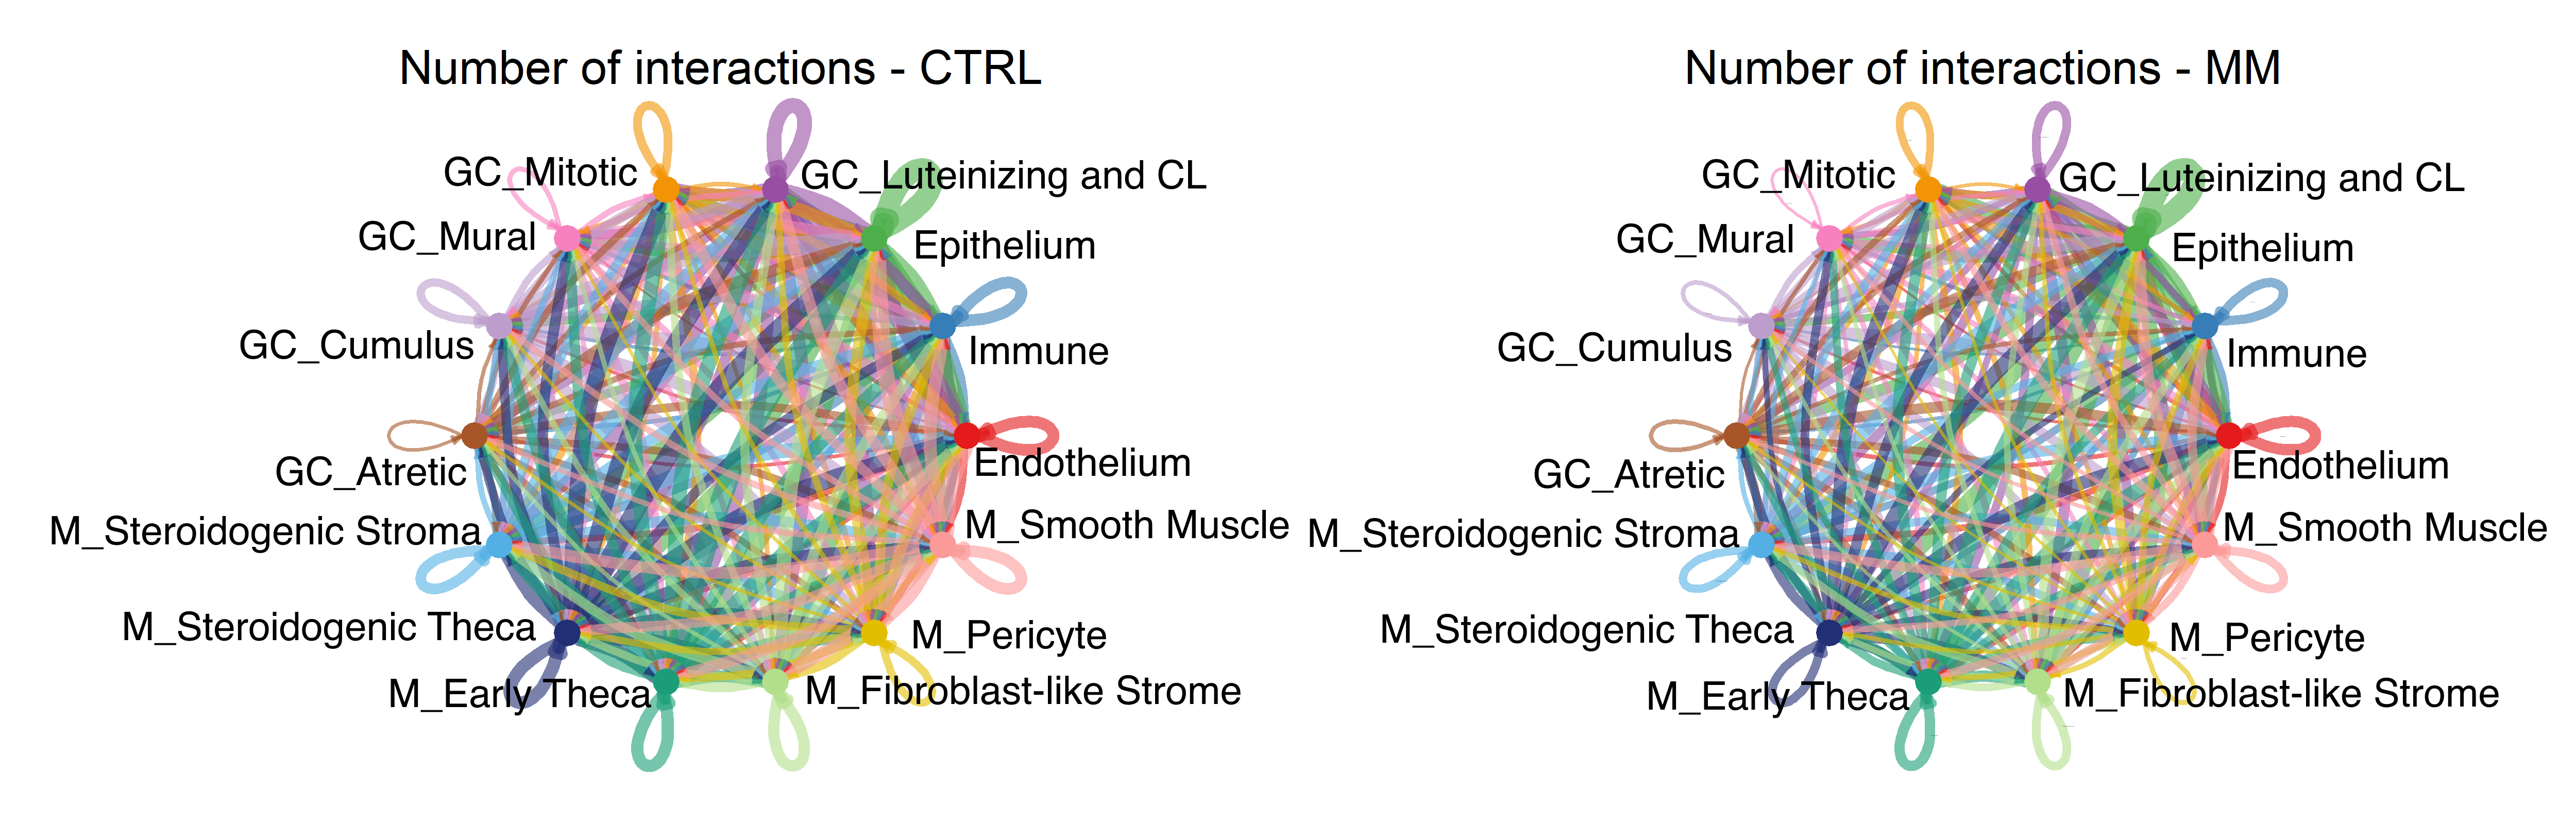 Number of interactions - CTRL
GC_Mitotic
GC_Luteinizing and CL
GC_Mural
Epithelium
GC_Cumulus
Immune
GC_Atretic
Endothelium
M_Steroidogenic Stroma
M_Smooth Muscle
M_Steroidogenic Theca
M_Pericyte
M_Early Theca
M_Fibroblast-like Strome
Number of interactions - MM
GC_Mitotic
GC_Luteinizing and CL
GC_Mural
Epithelium
GC_Cumulus
Immune
GC_Atretic
Endothelium
M_Steroidogenic Stroma
M_Smooth Muscle
M_Steroidogenic Theca
M_Pericyte
M_Early Theca
M_Fibroblast-like Strome